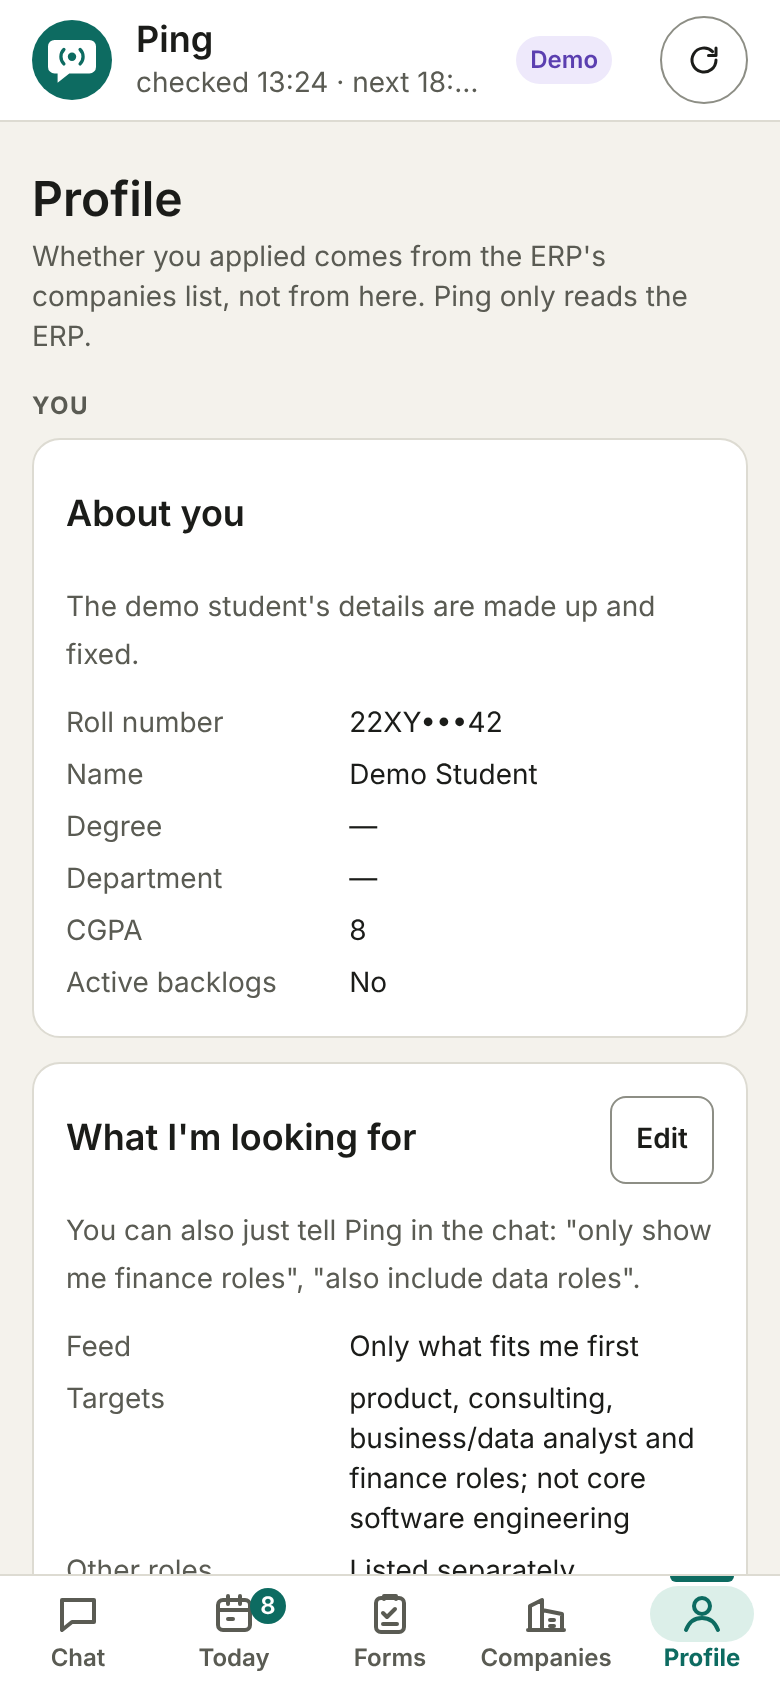 Ping
checked 13:24 · next 18:...
Demo
Profile
Whether you applied comes from the ERP's
companies list, not from here. Ping only reads the
ERP.
YOU
About you
The demo student's details are made up and
fixed.
Roll number 22XY•••42
Name Demo Student
Degree —
Department —
CGPA 8
Active backlogs No
What I'm looking for
Edit
You can also just tell Ping in the chat: "only show
me finance roles", "also include data roles".
Feed Only what fits me first
Targets product, consulting,
business/data analyst and
finance roles; not core
software engineering
Other roles Listed separately
8
Chat Today Forms Companies Profile